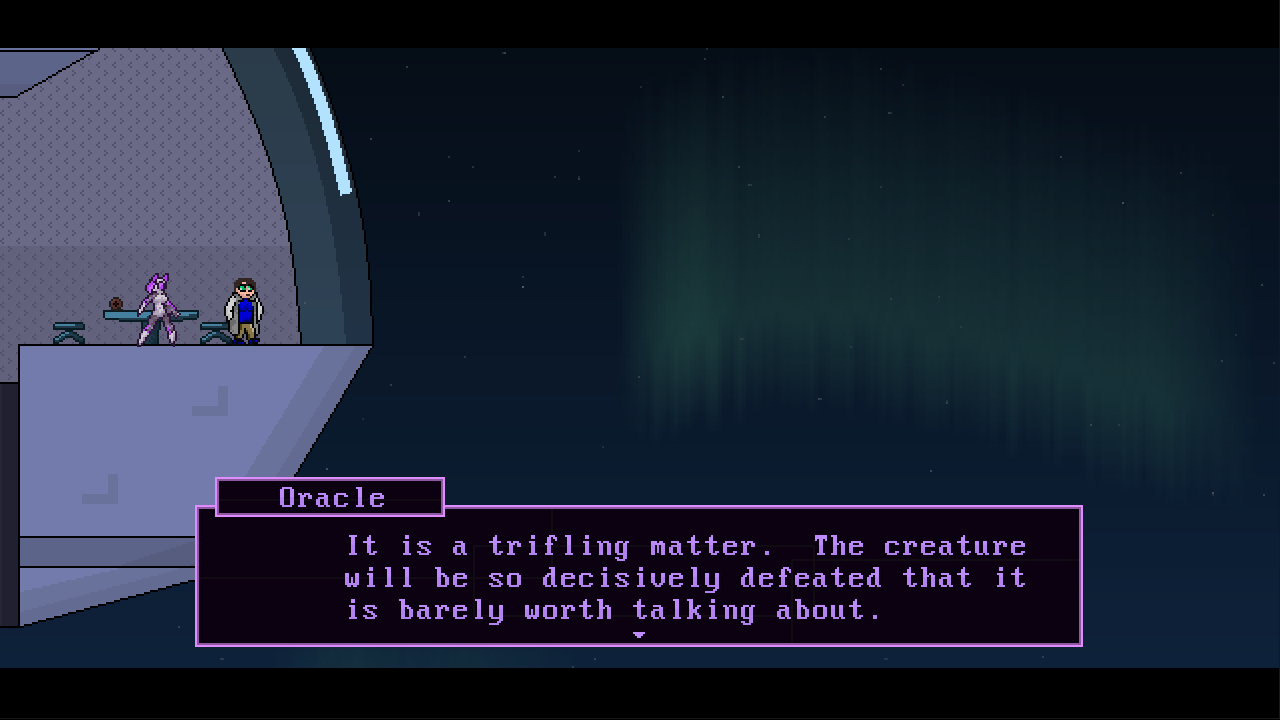 Oracle
It is a trifling matter.  The creature
will be so decisively defeated that it
is barely worth talking about.